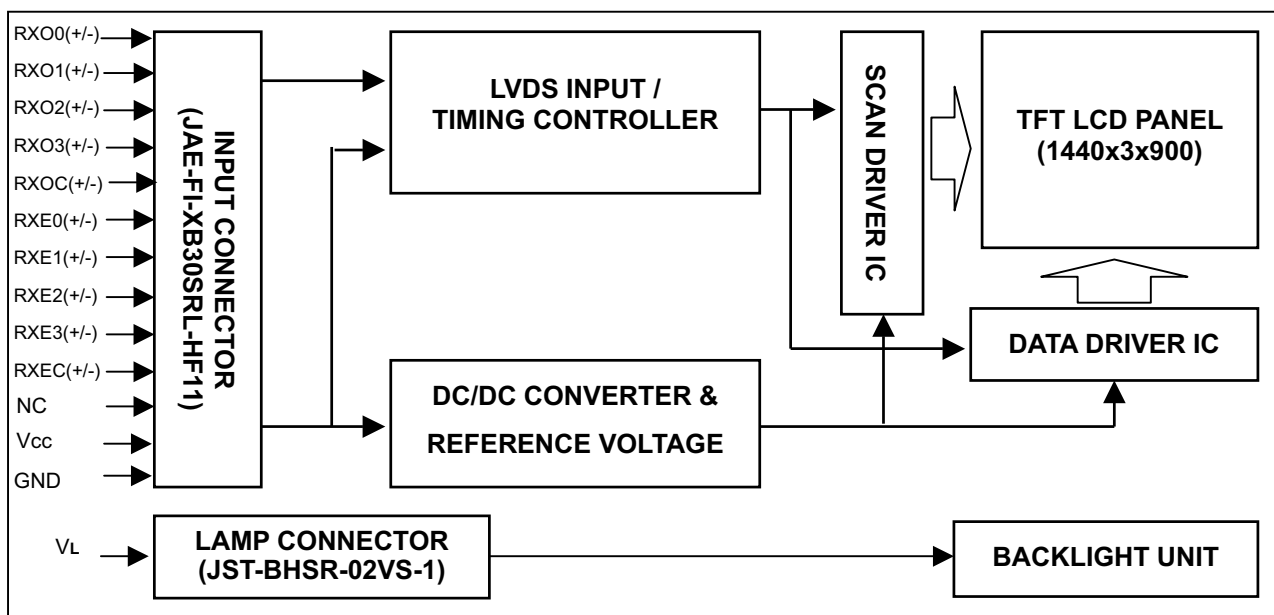 RXO0(+/-)
RXO1(+/-)
RXO2(+/-)
RXO3(+/-)
RXOC(+/-)
RXE0(+/-)
RXE1(+/-)
RXE2(+/-)
RXE3(+/-)
RXEC(+/-)
NC
Vcc
GND
INPUT CONNECTOR
(JAE-FI-XB30SRL-HF11)
LVDS INPUT /
TIMING CONTROLLER
SCAN DRIVER IC
TFT LCD PANEL
(1440x3x900)
DATA DRIVER IC
DC/DC CONVERTER &
REFERENCE VOLTAGE
VL
LAMP CONNECTOR
(JST-BHSR-02VS-1)
BACKLIGHT UNIT